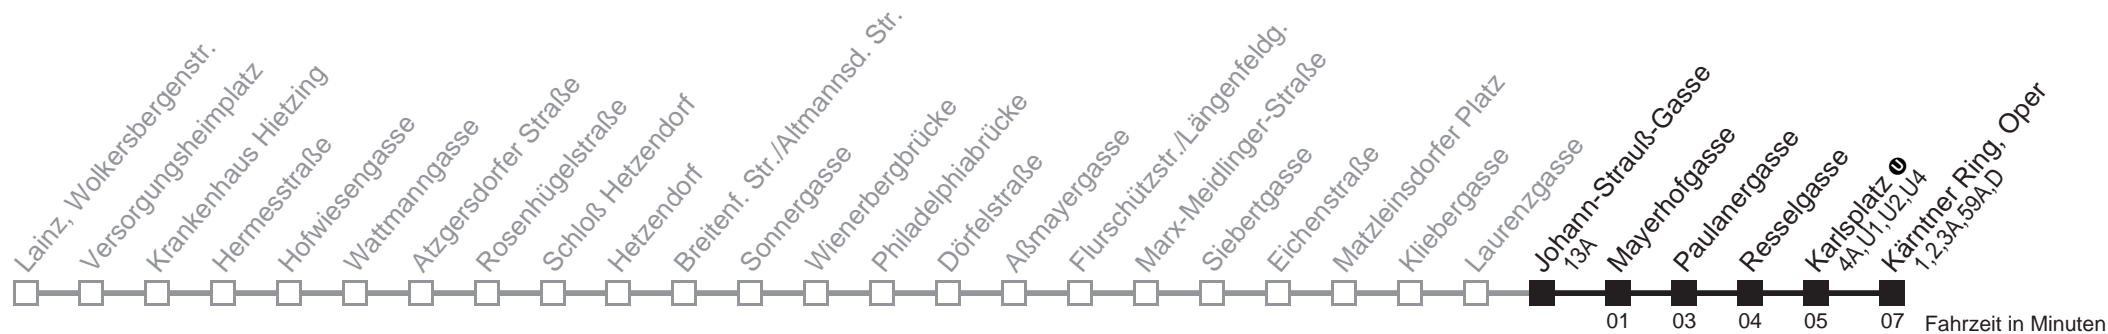 Lainz, Wolkersbergenstr.
Versorgungsheimplatz
Krankenhaus Hietzing
Hermesstraße
Hofwiesengasse
Wattmanngasse
Atzgersdorfer Straße
Rosenhügelstraße
Schloß Hetzendorf
Hetzendorf
Breitenf. Str./Altmannsd. Str.
Sonnergasse
Wienerbergbrücke
Philadelphiabrücke
Dörfelstraße
Aßmayergasse
Flurschützstr./Längenfeldg.
Marx-Meidlinger-Straße
Siebertgasse
Eichenstraße
Matzleinsdorfer Platz
Kliebergasse
Laurenzgasse
Johann-Strauß-Gasse
13A
Mayerhofgasse
Paulanergasse
Resselgasse
Karlsplatz U
4A,U1,U2,U4
Kärntner Ring, Oper
1,2,3A,59A,D
01 03 04 05 07 Fahrzeit in Minuten